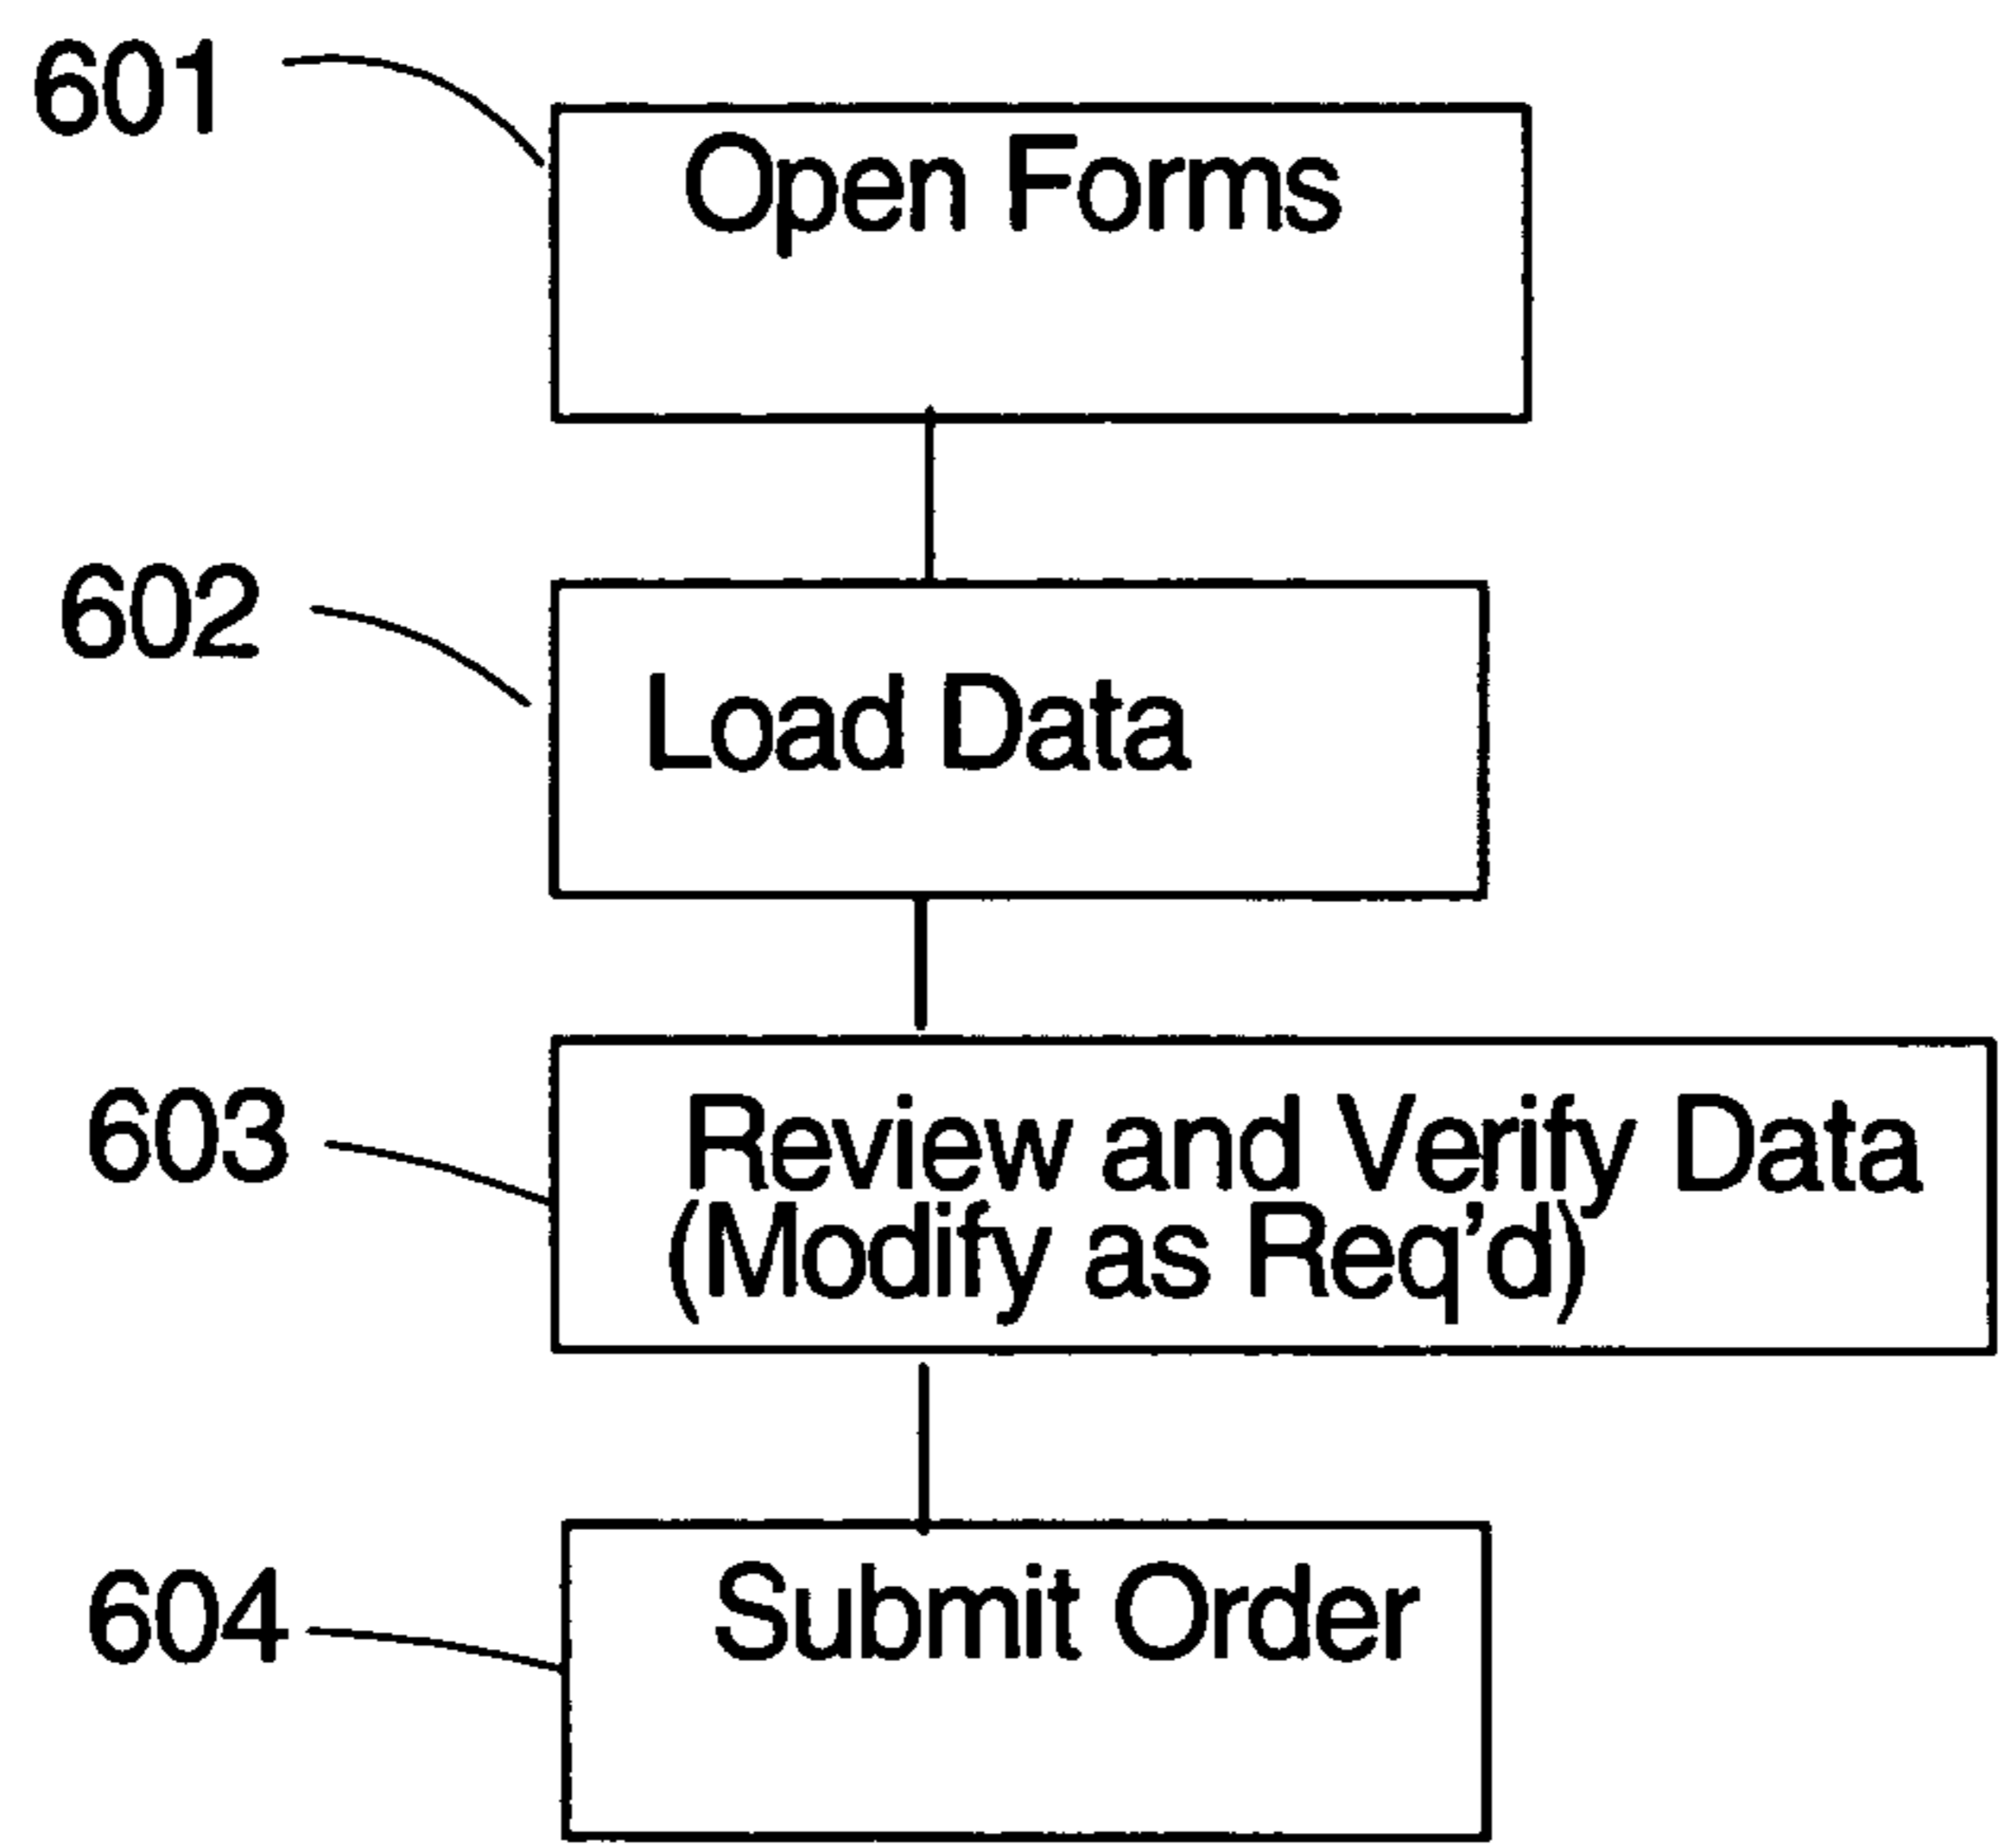 601
Open Forms
602
Load Data
603
Review and Verify Data
(Modify as Req’d)
604
Submit Order